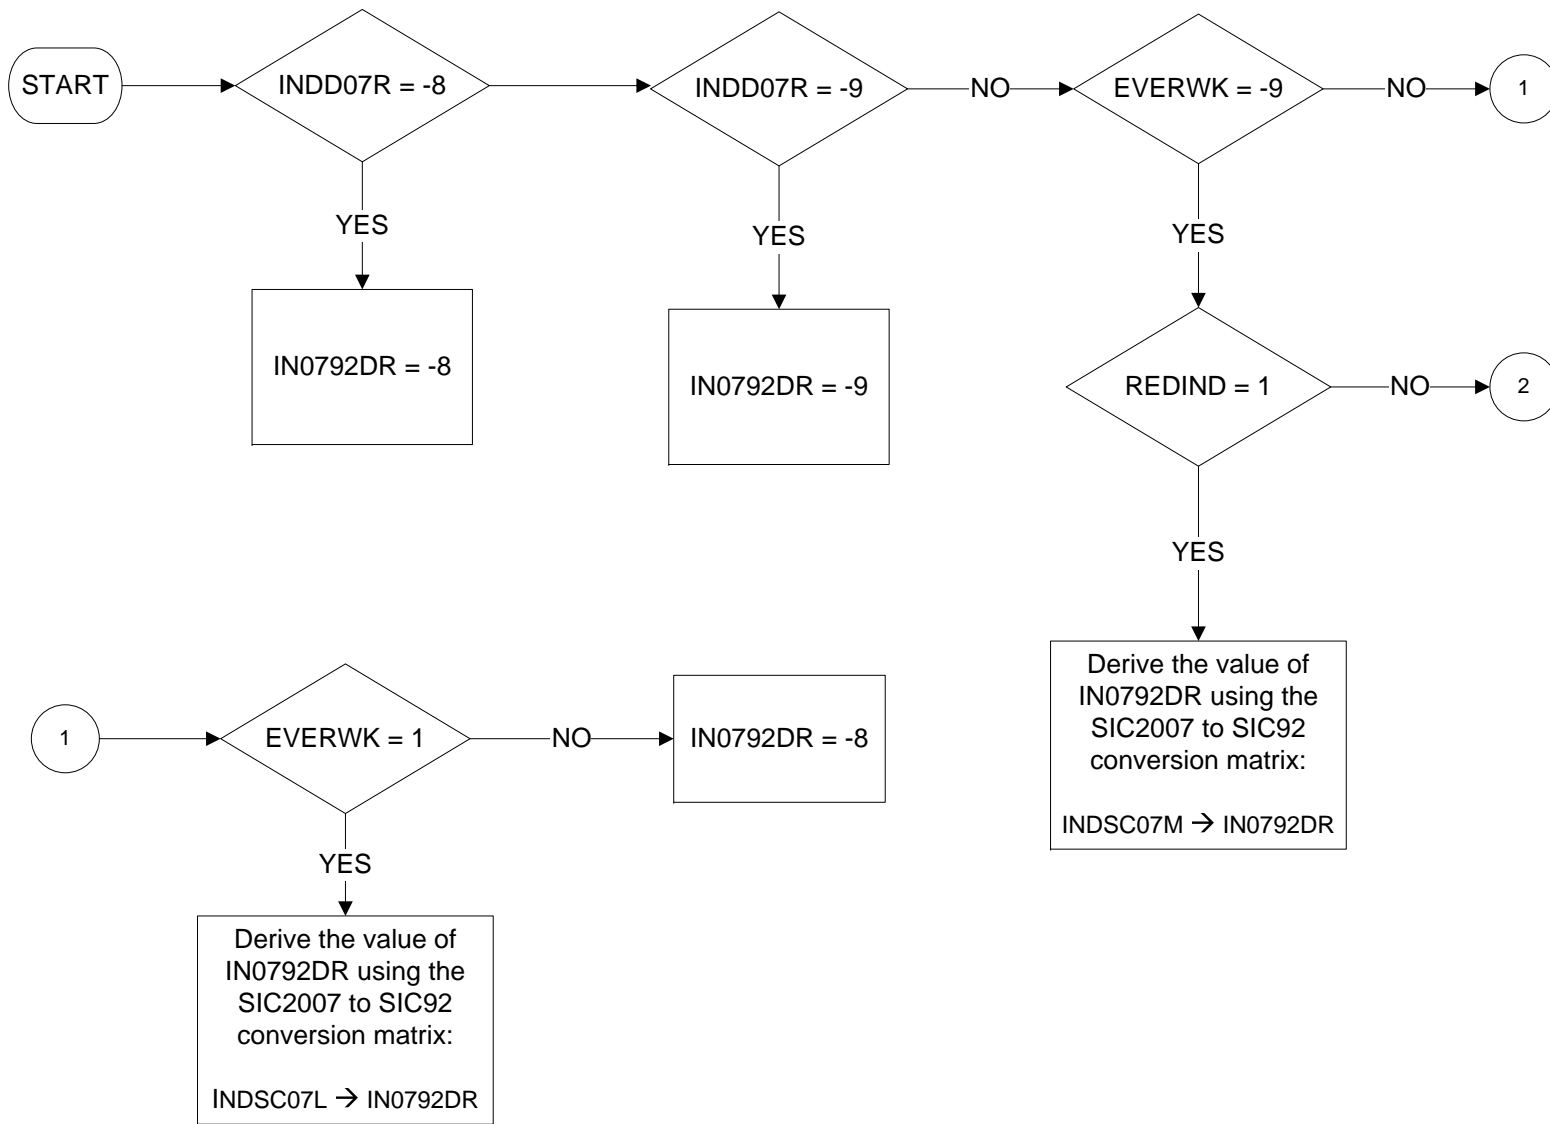 START
INDD07R = -8
INDD07R = -9
NO
EVERWK = -9
NO
1
YES
YES
YES
IN0792DR = -8
IN0792DR = -9
REDIND = 1
NO
2
YES
1
EVERWK = 1
NO
IN0792DR = -8
Derive the value of
IN0792DR using the
SIC2007 to SIC92
conversion matrix:
INDSC07M → IN0792DR
YES
Derive the value of
IN0792DR using the
SIC2007 to SIC92
conversion matrix:
INDSC07L → IN0792DR